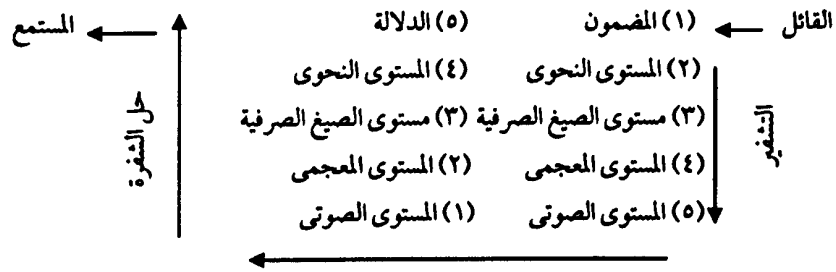 القائل (١) المضمون (٥) الدلالة المستمع
(٢) المستوى النحوى (٤) المستوى النحوى
(٣) مستوى الصيغ الصرفية (٣) مستوى الصيغ الصرفية
(٤) المستوى المعجمى (٢) المستوى المعجمى
(٥) المستوى الصوتى (١) المستوى الصوتى
التشفير
حل الشفرة